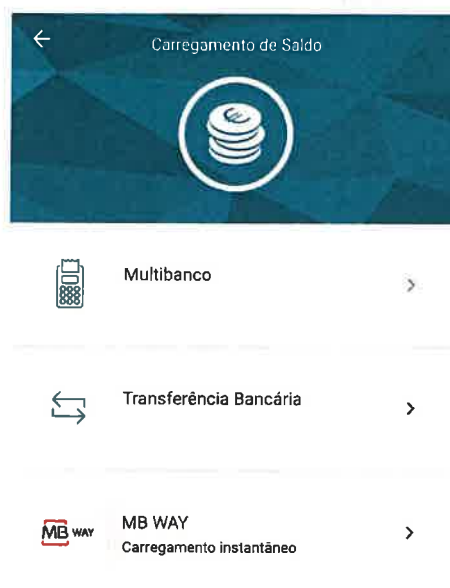 Carregamento de Saldo
Multibanco
Transferência Bancária
MB WAY
MB WAY
Carregamento instantâneo